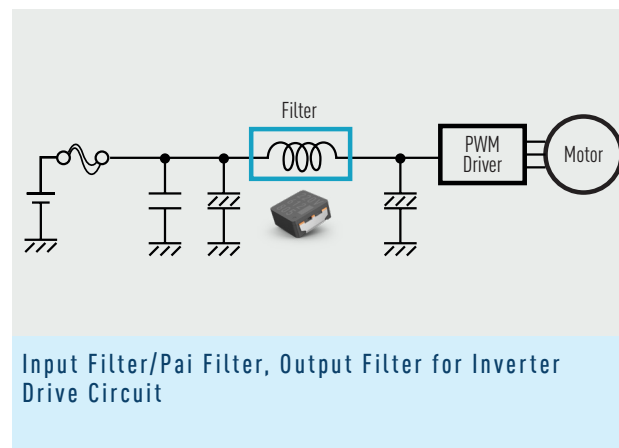 Filter
PWM
Driver
Motor
Input Filter/Pai Filter, Output Filter for Inverter
Drive Circuit